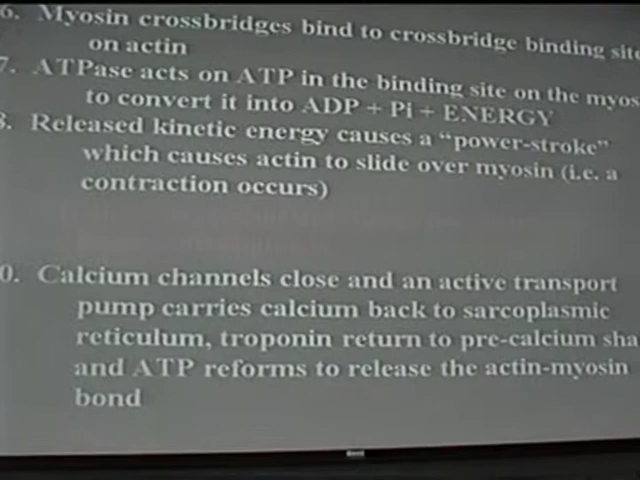 6. Myosin crossbridges bind to crossbridge binding site
on actin
7. ATPase acts on ATP in the binding site on the myos
to convert it into ADP + Pi + ENERGY
8. Released kinetic energy causes a "power-stroke"
which causes actin to slide over myosin (i.e. a
contraction occurs)
0. Calcium channels close and an active transport
pump carries calcium back to sarcoplasmic
reticulum, troponin return to pre-calcium sha
and ATP reforms to release the actin-myosin
bond